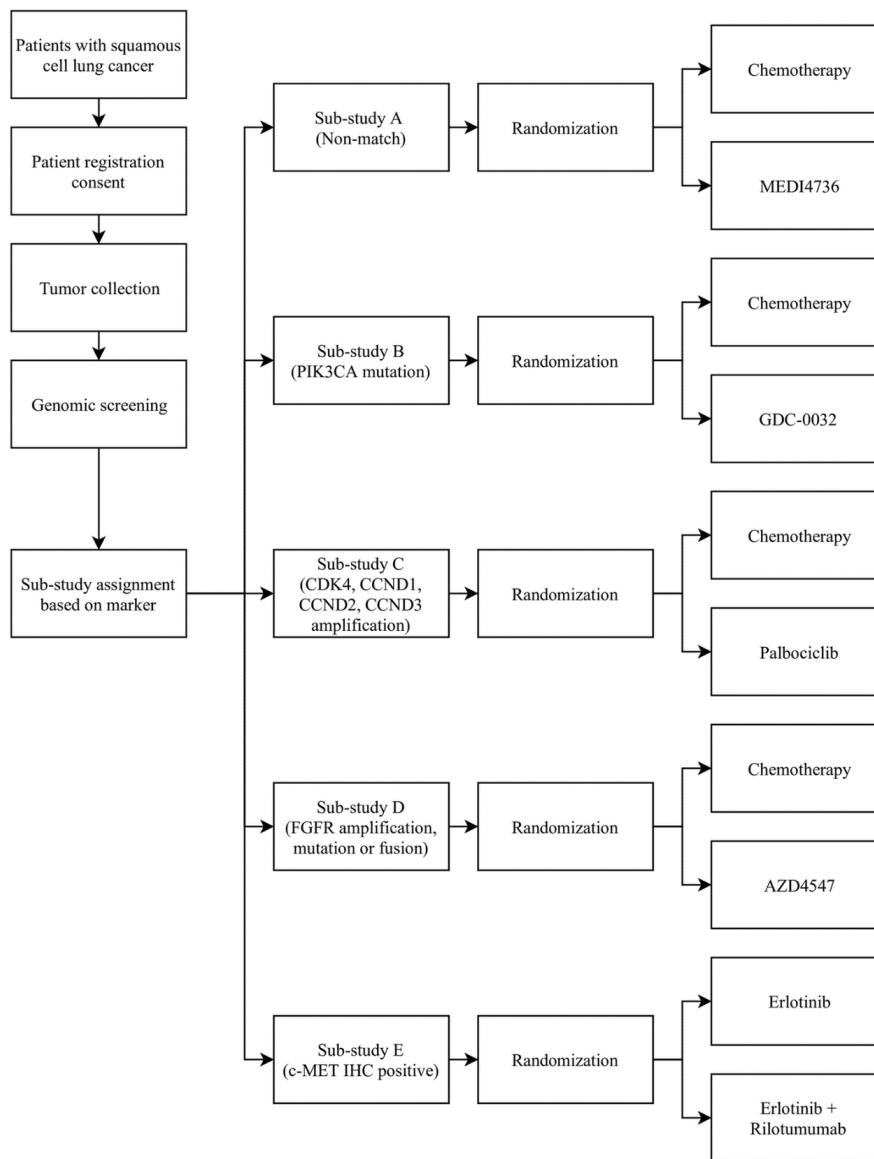 Patients with squamous
cell lung cancer
Patient registration
consent
Tumor collection
Genomic screening
Sub-study assignment
based on marker
Sub-study A
(Non-match)
Randomization
Chemotherapy
MEDI4736
Sub-study B
(PIK3CA mutation)
Randomization
Chemotherapy
GDC-0032
Sub-study C
(CDK4, CCND1,
CCND2, CCND3
amplification)
Randomization
Chemotherapy
Palbociclib
Sub-study D
(FGFR amplification,
mutation or fusion)
Randomization
Chemotherapy
AZD4547
Sub-study E
(c-MET IHC positive)
Randomization
Erlotinib
Erlotinib +
Rilotumumab